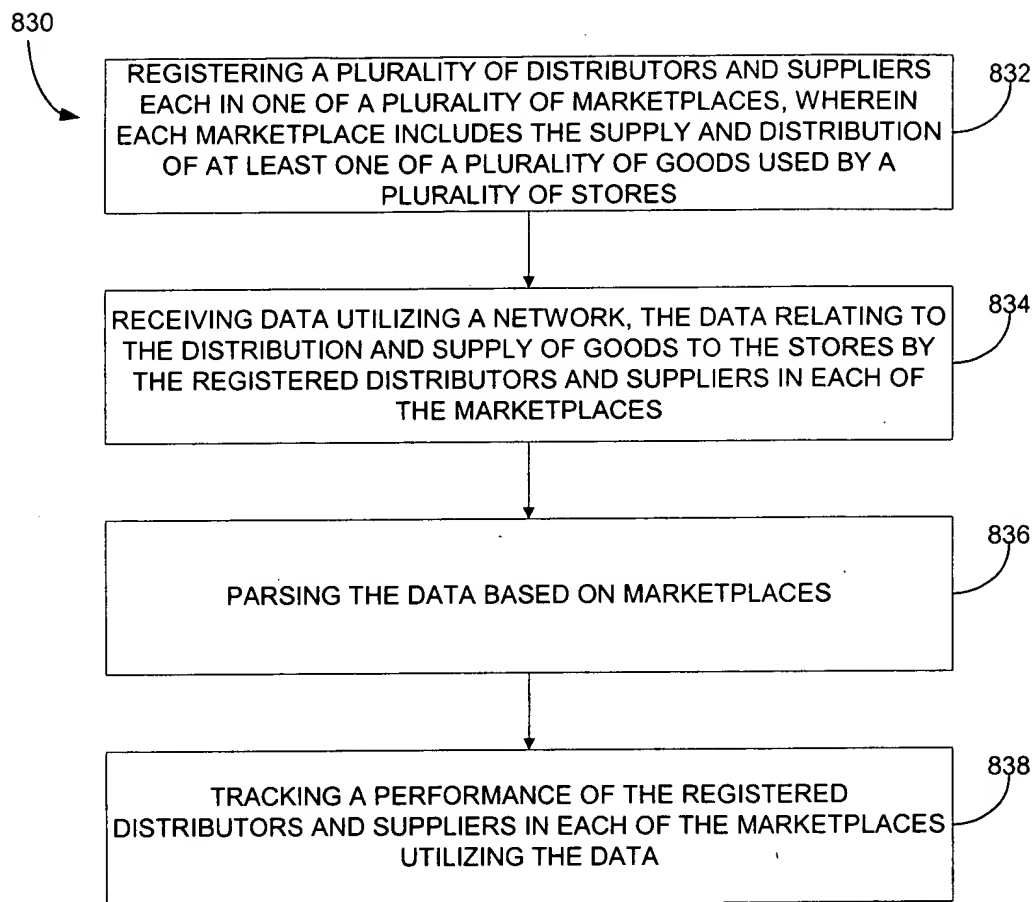 830
REGISTERING A PLURALITY OF DISTRIBUTORS AND SUPPLIERS
EACH IN ONE OF A PLURALITY OF MARKETPLACES, WHEREIN
EACH MARKETPLACE INCLUDES THE SUPPLY AND DISTRIBUTION
OF AT LEAST ONE OF A PLURALITY OF GOODS USED BY A
PLURALITY OF STORES
832
RECEIVING DATA UTILIZING A NETWORK, THE DATA RELATING TO
THE DISTRIBUTION AND SUPPLY OF GOODS TO THE STORES BY
THE REGISTERED DISTRIBUTORS AND SUPPLIERS IN EACH OF
THE MARKETPLACES
834
PARSING THE DATA BASED ON MARKETPLACES
836
TRACKING A PERFORMANCE OF THE REGISTERED
DISTRIBUTORS AND SUPPLIERS IN EACH OF THE MARKETPLACES
UTILIZING THE DATA
838